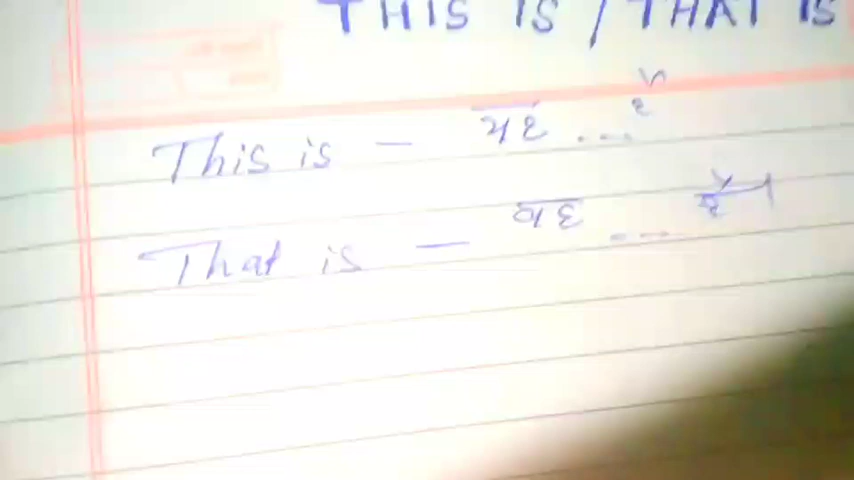 THIS IS / THAT IS
This is — यह ... है
That is — वह ... है।